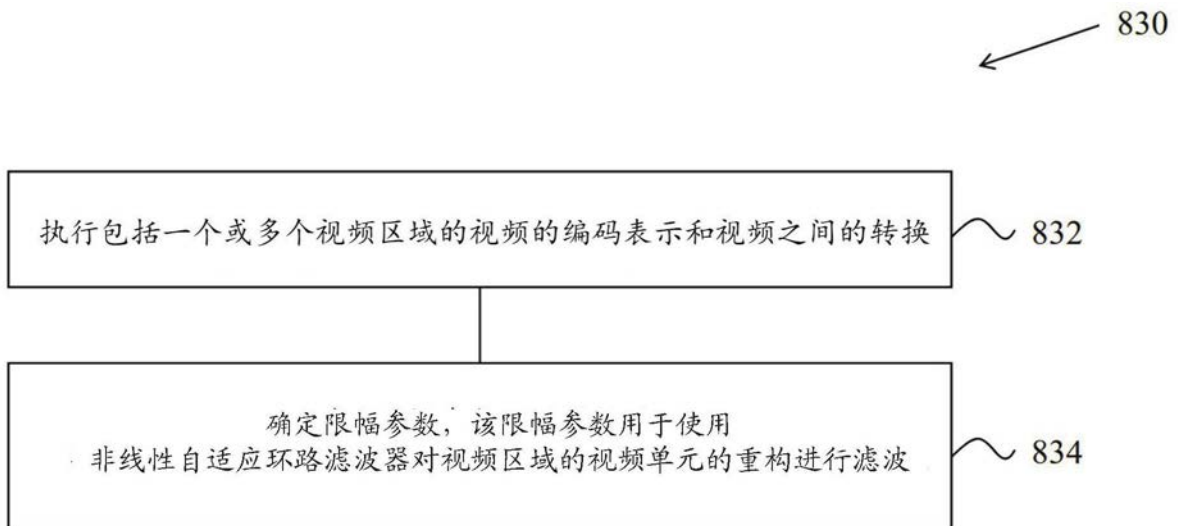 830
执行包括一个或多个视频区域的视频的编码表示和视频之间的转换
832
确定限幅参数，该限幅参数用于使用
非线性自适应环路滤波器对视频区域的视频单元的重构进行滤波
834